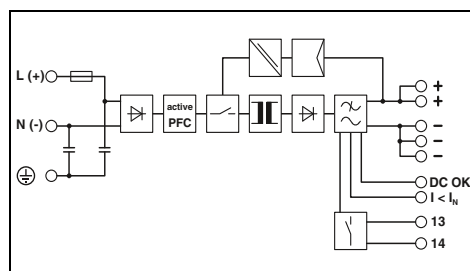 L (+)
+
+
active
PFC
N (-)
–
–
–
DC OK
I < I_N
13
14